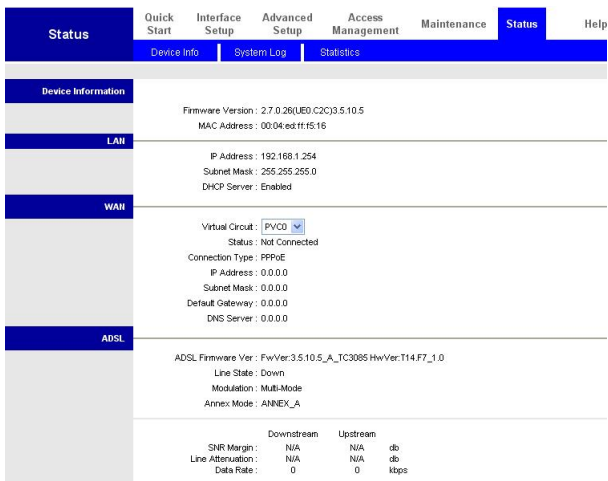 Status
Quick Start
Interface Setup
Advanced Setup
Access Management
Maintenance
Status
Help
Device Info
System Log
Statistics
Device Information
Firmware Version : 2.7.0.26(UE0.C2C)3.5.10.5
MAC Address : 00:04:ed:ff:f5:16
LAN
IP Address : 192.168.1.254
Subnet Mask : 255.255.255.0
DHCP Server : Enabled
WAN
Virtual Circuit : PVC0
Status : Not Connected
Connection Type : PPPoE
IP Address : 0.0.0.0
Subnet Mask : 0.0.0.0
Default Gateway : 0.0.0.0
DNS Server : 0.0.0.0
ADSL
ADSL Firmware Ver : FwVer:3.5.10.5_A_TC3085 HwVer:T14.F7_1.0
Line State : Down
Modulation : Multi-Mode
Annex Mode : ANNEX_A
Downstream Upstream
SNR Margin : N/A N/A db
Line Attenuation : N/A N/A db
Data Rate : 0 0 kbps